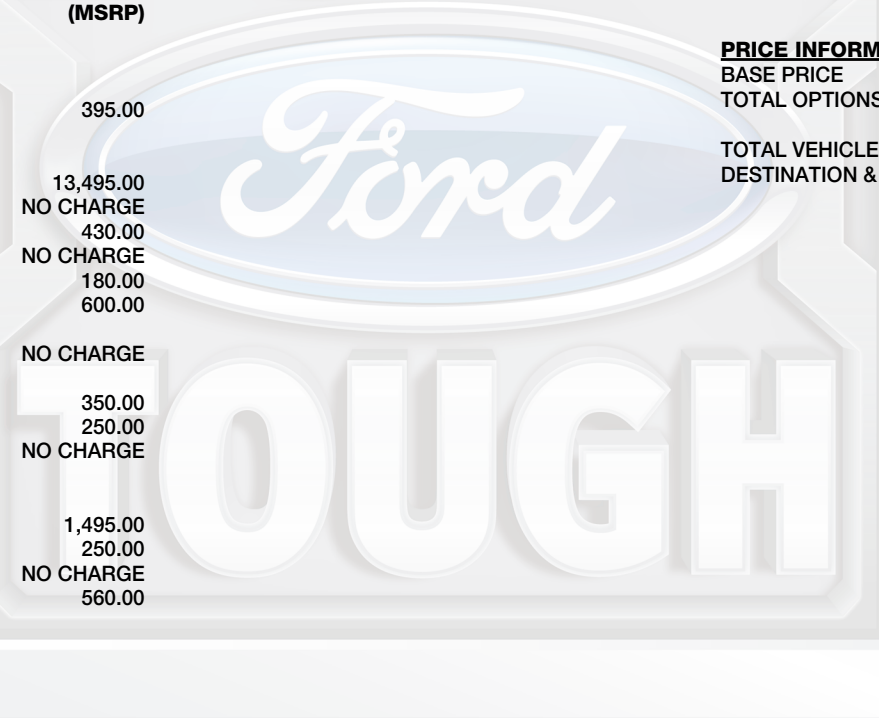 (MSRP)
395.00
13,495.00
NO CHARGE
430.00
NO CHARGE
180.00
600.00
NO CHARGE
350.00
250.00
NO CHARGE
1,495.00
250.00
NO CHARGE
560.00
PRICE INFORM
BASE PRICE
TOTAL OPTIONS
TOTAL VEHICLE
DESTINATION &
Ford
TOUGH